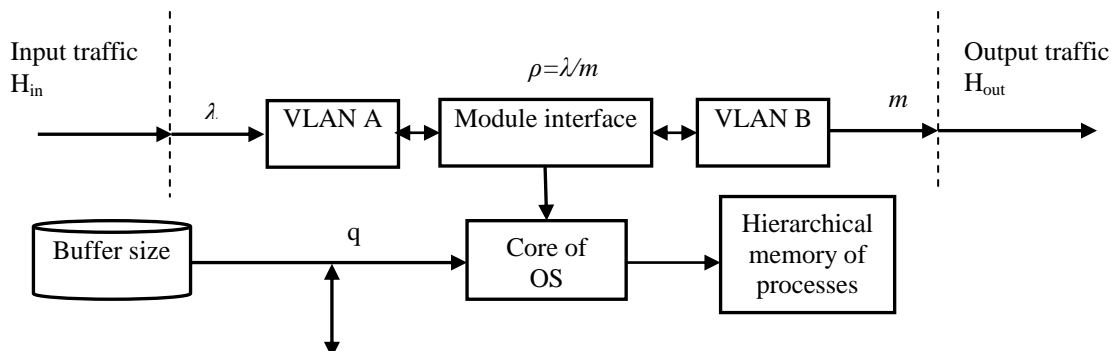 Input traffic
H_in
λ.
VLAN A
ρ=λ/m
Module interface
VLAN B
m
Output traffic
H_out
Buffer size
q
Core of
OS
Hierarchical
memory of
processes